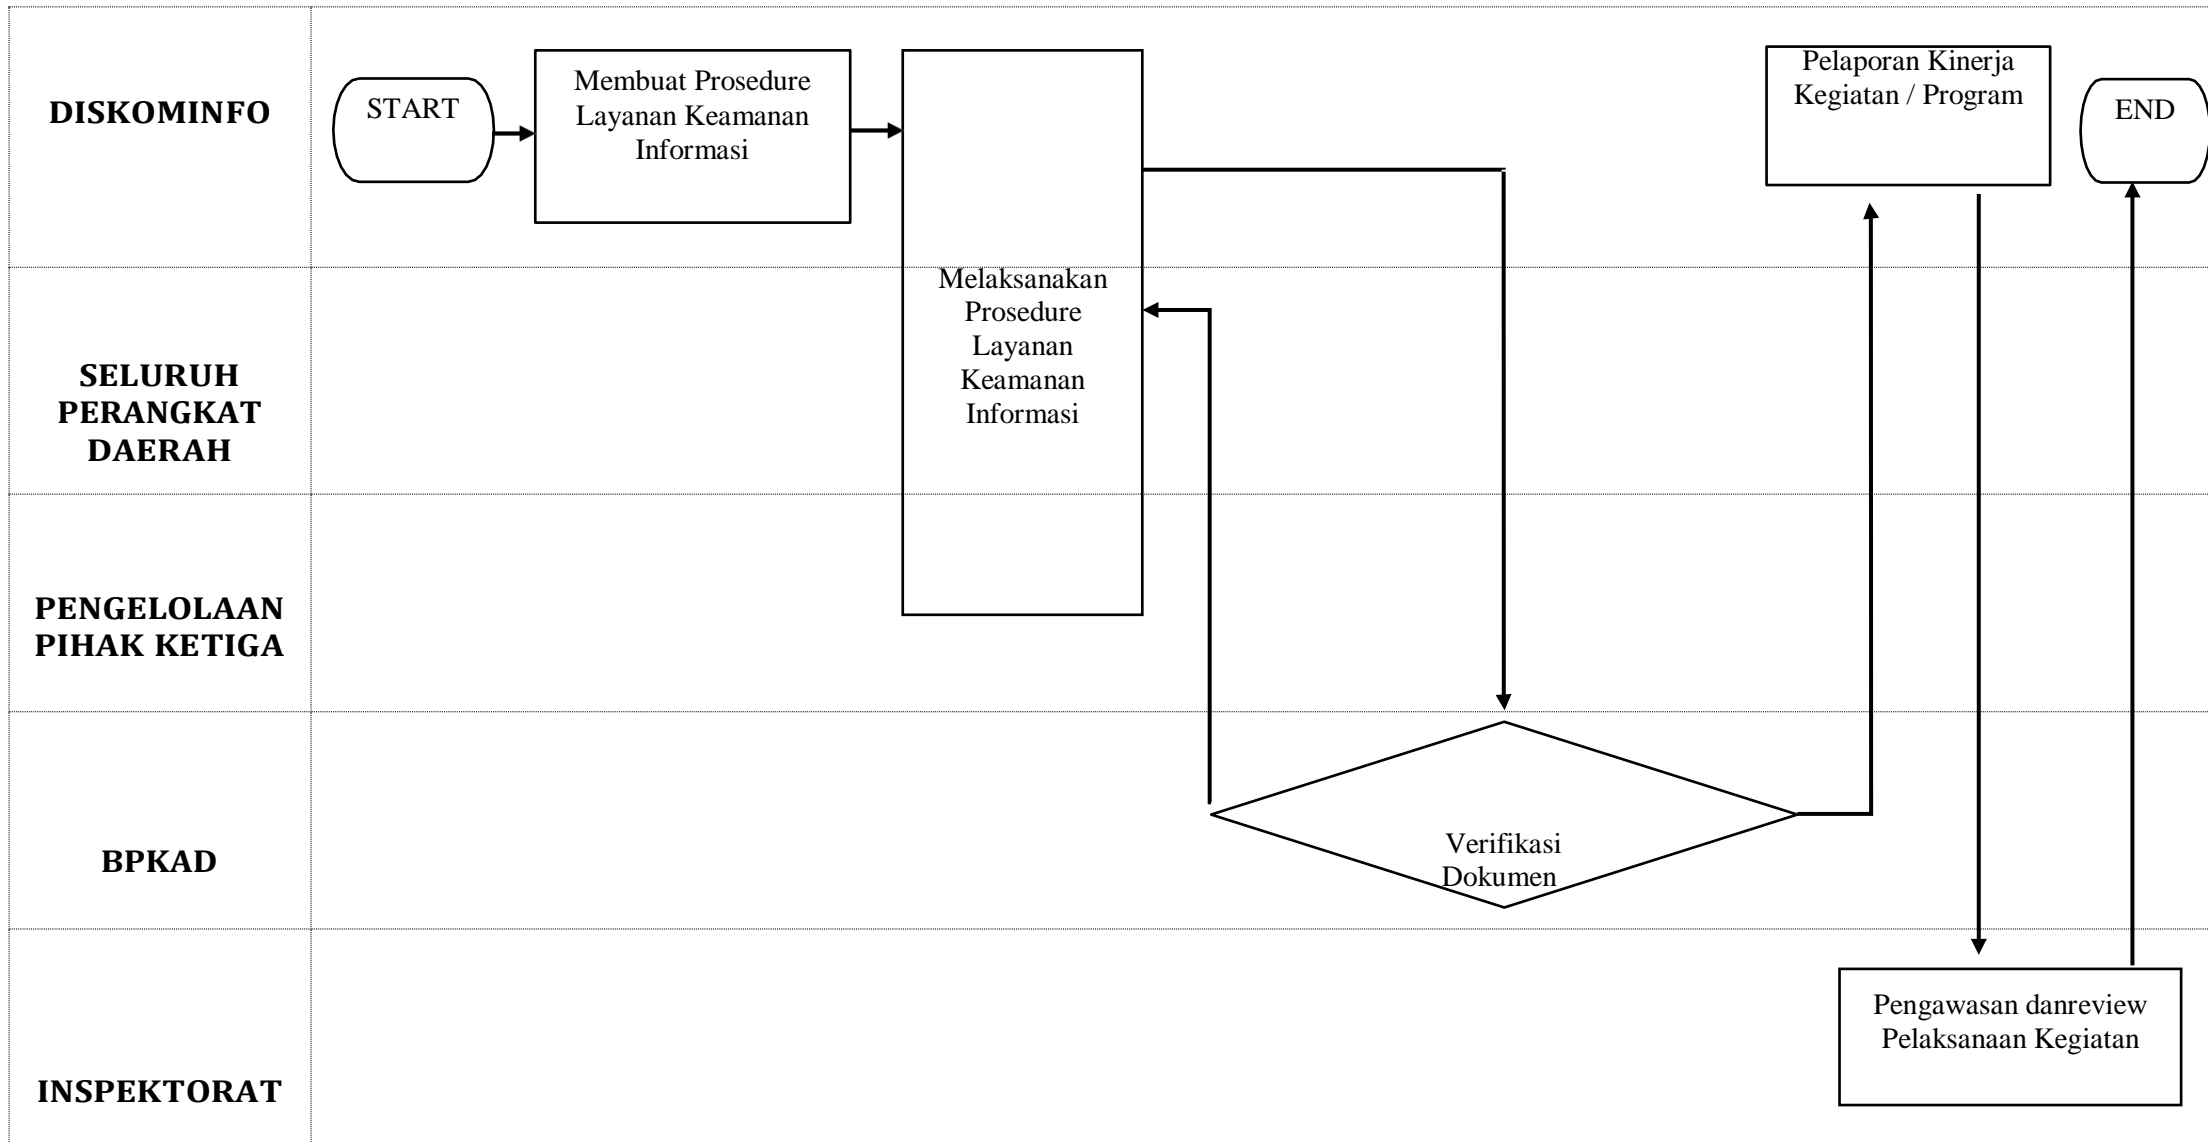 DISKOMINFO
START
Membuat Prosedure
Layanan Keamanan
Informasi
Pelaporan Kinerja
Kegiatan / Program
END
SELURUH
PERANGKAT
DAERAH
Melaksanakan
Prosedure
Layanan
Keamanan
Informasi
PENGELOLAAN
PIHAK KETIGA
BPKAD
Verifikasi
Dokumen
INSPEKTORAT
Pengawasan danreview
Pelaksanaan Kegiatan